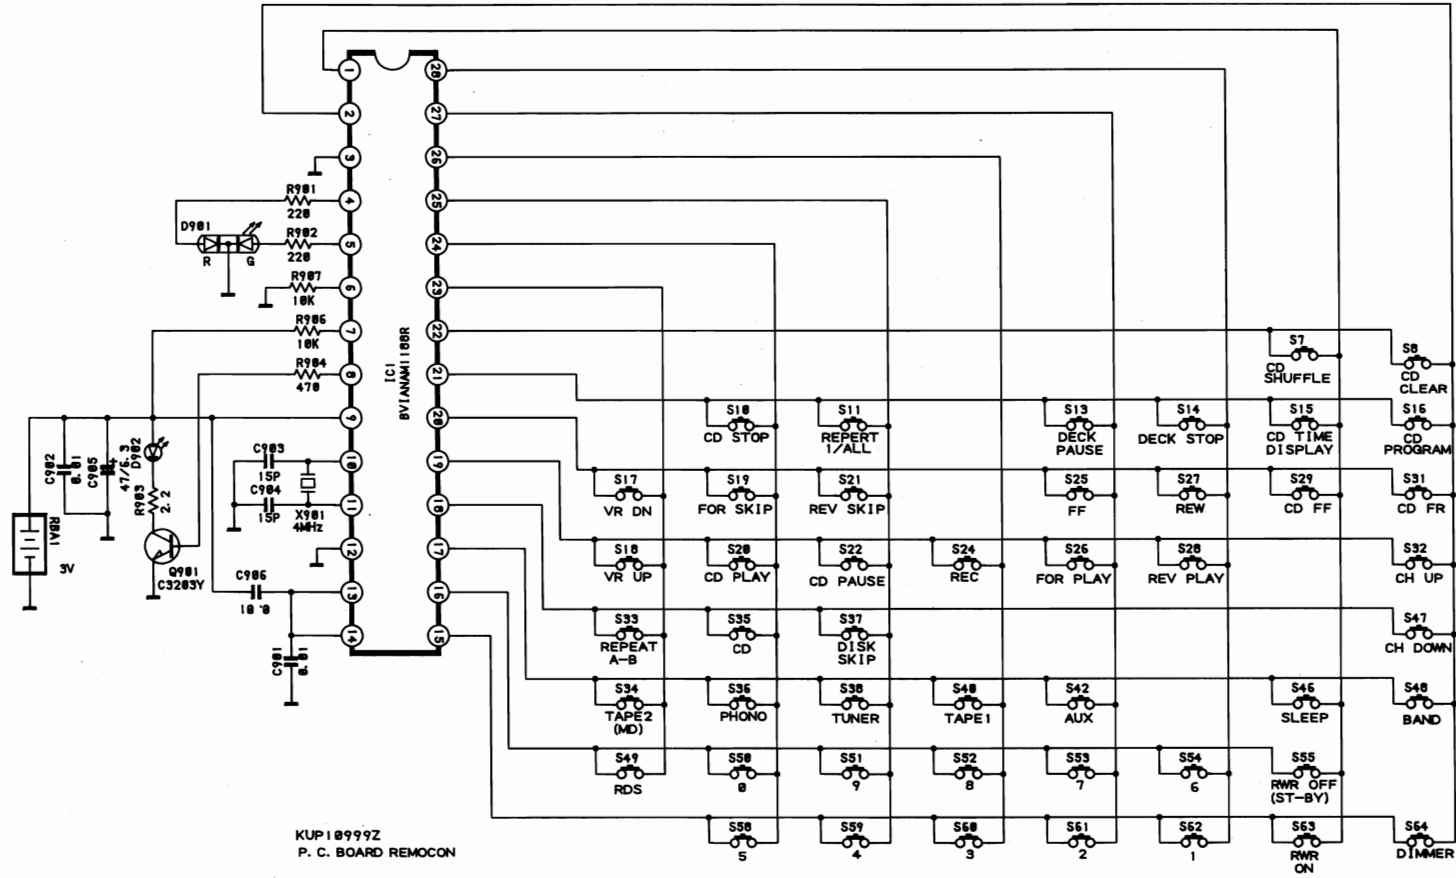 1
28
2
27
3
26
R901
220
4
25
D901
R G
R902
220
5
24
R907
10K
6
23
R906
10K
7
22
R904
470
8
21
IC1
BVIANAM1188R
9
20
10
19
11
18
12
17
13
16
14
15
C902
0.01
C905
47/6.3
D902
R903
2.2
C903
15P
C904
15P
X901
4MHz
RBA1
3V
Q901
C3203Y
C906
0.01
C901
0.01
S7
CD
SHUFFLE
S8
CD
CLEAR
S10
CD STOP
S11
REPERT
1/ALL
S13
DECK
PAUSE
S14
DECK STOP
S15
CD TIME
DISPLAY
S16
CD
PROGRAM
S17
VR DN
S19
FOR SKIP
S21
REV SKIP
S25
FF
S27
REW
S29
CD FF
S31
CD FR
S18
VR UP
S20
CD PLAY
S22
CD PAUSE
S24
REC
S26
FOR PLAY
S28
REV PLAY
S32
CH UP
S33
REPEAT
A-B
S35
CD
S37
DISK
SKIP
S47
CH DOWN
S34
TAPE2
(MD)
S36
PHONO
S38
TUNER
S40
TAPE1
S42
AUX
S46
SLEEP
S48
BAND
S49
RDS
S50
0
S51
9
S52
8
S53
7
S54
6
S55
RWR OFF
(ST-BY)
S58
5
S59
4
S60
3
S61
2
S62
1
S63
RWR
ON
S64
DIMMER
KUP10999Z
P. C. BOARD REMOCON